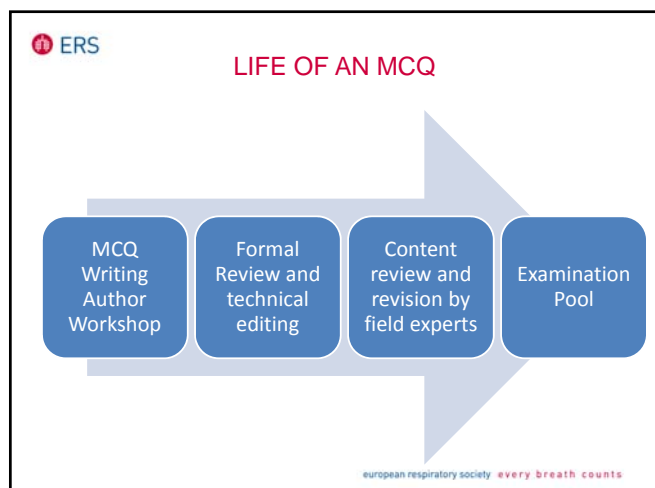 ERS
LIFE OF AN MCQ
MCQ
Writing
Author
Workshop
Formal
Review and
technical
editing
Content
review and
revision by
field experts
Examination
Pool
european respiratory society every breath counts